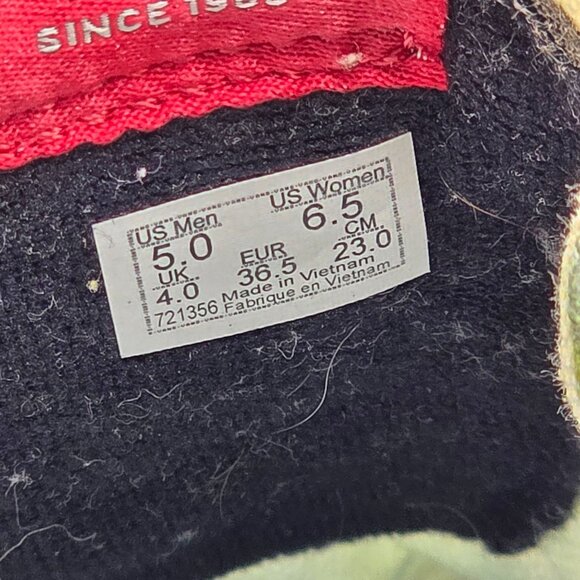 SINCE
US Men US Women
5.0 6.5
UK EUR CM
4.0 36.5 23.0
Made in Vietnam
721356 Fabrique en Vietnam